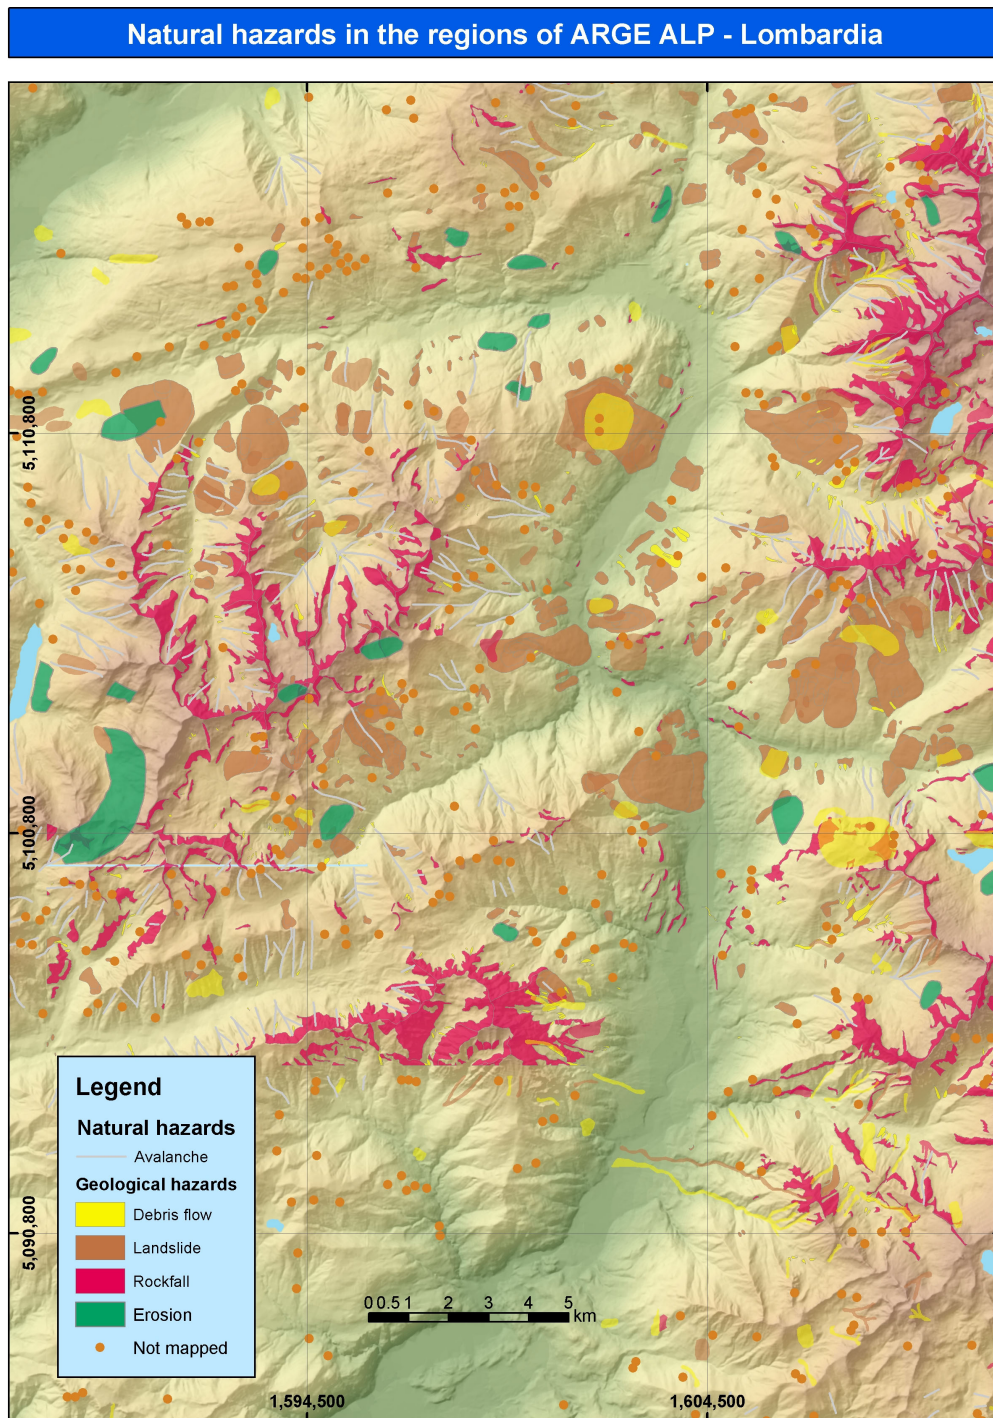 Natural hazards in the regions of ARGE ALP - Lombardia
5,110,800
5,100,800
5,090,800
Legend
Natural hazards
Avalanche
Geological hazards
Debris flow
Landslide
Rockfall
Erosion
Not mapped
0 0.5 1 2 3 4 5
km
1,594,500
1,604,500